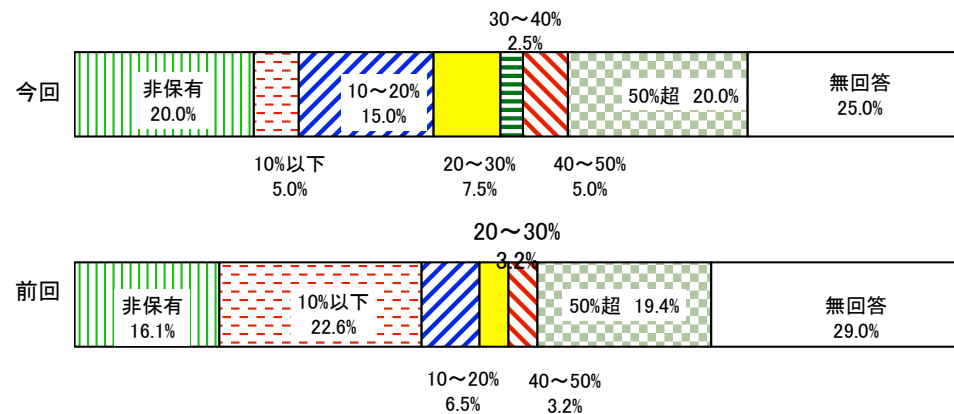 30～40%
2.5%
今回
非保有
20.0%
10～20%
15.0%
50%超 20.0%
無回答
25.0%
10%以下
5.0%
20～30%
7.5%
40～50%
5.0%
20～30%
3.2%
前回
非保有
16.1%
10%以下
22.6%
50%超 19.4%
無回答
29.0%
10～20%
6.5%
40～50%
3.2%